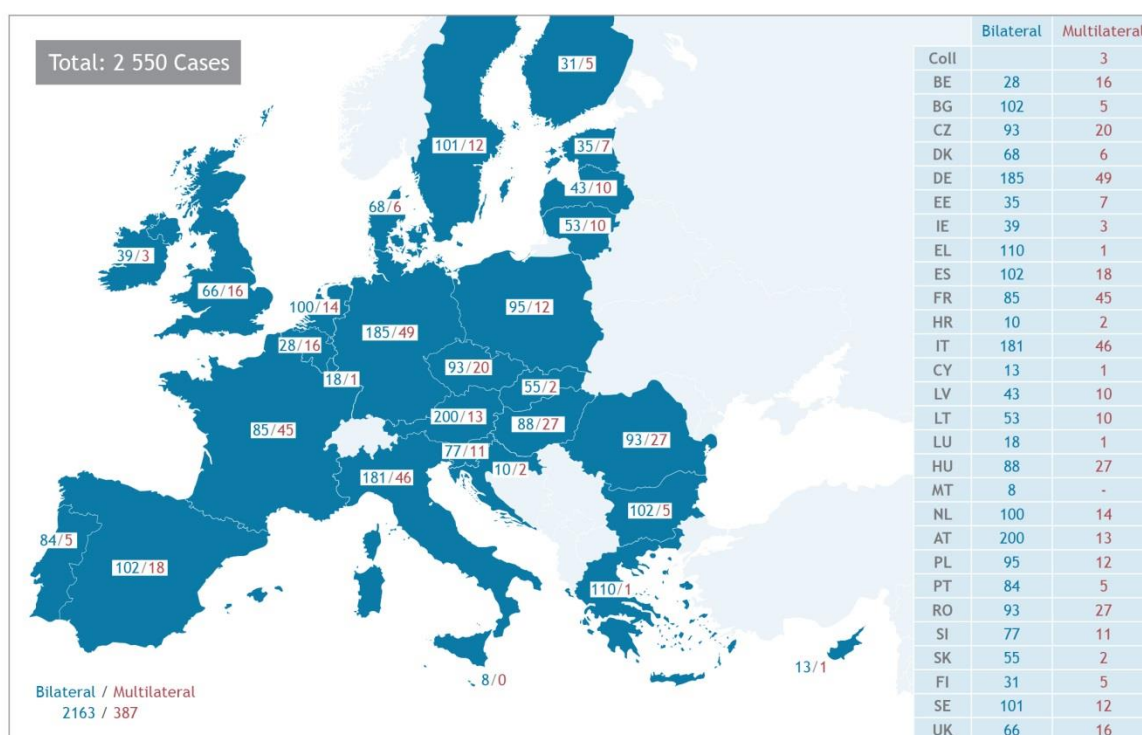 Total: 2 550 Cases
31/5
101/12
35/7
43/10
68/6
53/10
39/3
66/16
100/14
95/12
185/49
28/16
93/20
18/1
55/2
200/13
88/27
85/45
93/27
77/11
10/2
181/46
102/5
84/5
102/18
110/1
13/1
8/0
Bilateral / Multilateral
2163 / 387
Bilateral Multilateral
Coll 3
BE 28 16
BG 102 5
CZ 93 20
DK 68 6
DE 185 49
EE 35 7
IE 39 3
EL 110 1
ES 102 18
FR 85 45
HR 10 2
IT 181 46
CY 13 1
LV 43 10
LT 53 10
LU 18 1
HU 88 27
MT 8 -
NL 100 14
AT 200 13
PL 95 12
PT 84 5
RO 93 27
SI 77 11
SK 55 2
FI 31 5
SE 101 12
UK 66 16